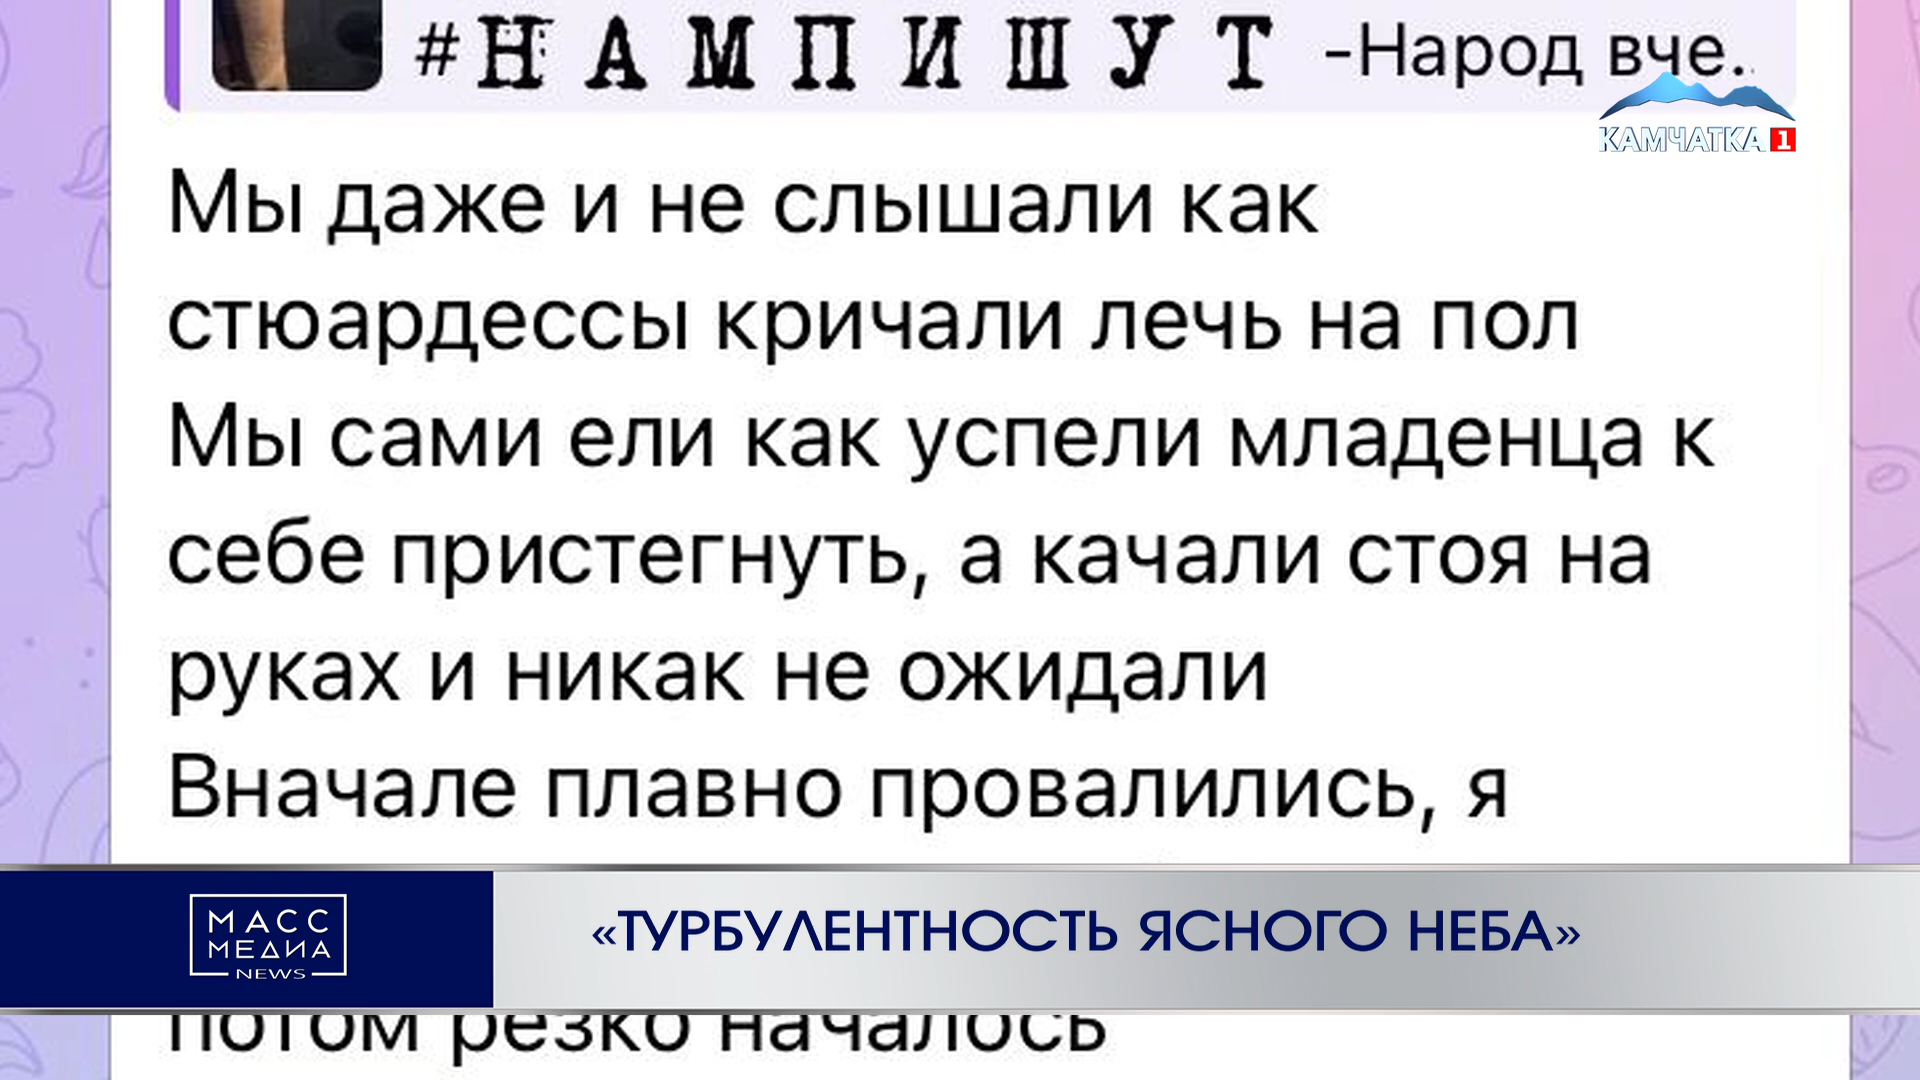 #НАМПИШУТ -Народ вче..
КАМЧАТКА 1
Мы даже и не слышали как
стюардессы кричали лечь на пол
Мы сами ели как успели младенца к
себе пристегнуть, а качали стоя на
руках и никак не ожидали
Вначале плавно провалились, я
МАСС
МЕДИА
NEWS
«ТУРБУЛЕНТНОСТЬ ЯСНОГО НЕБА»
потом резко началось